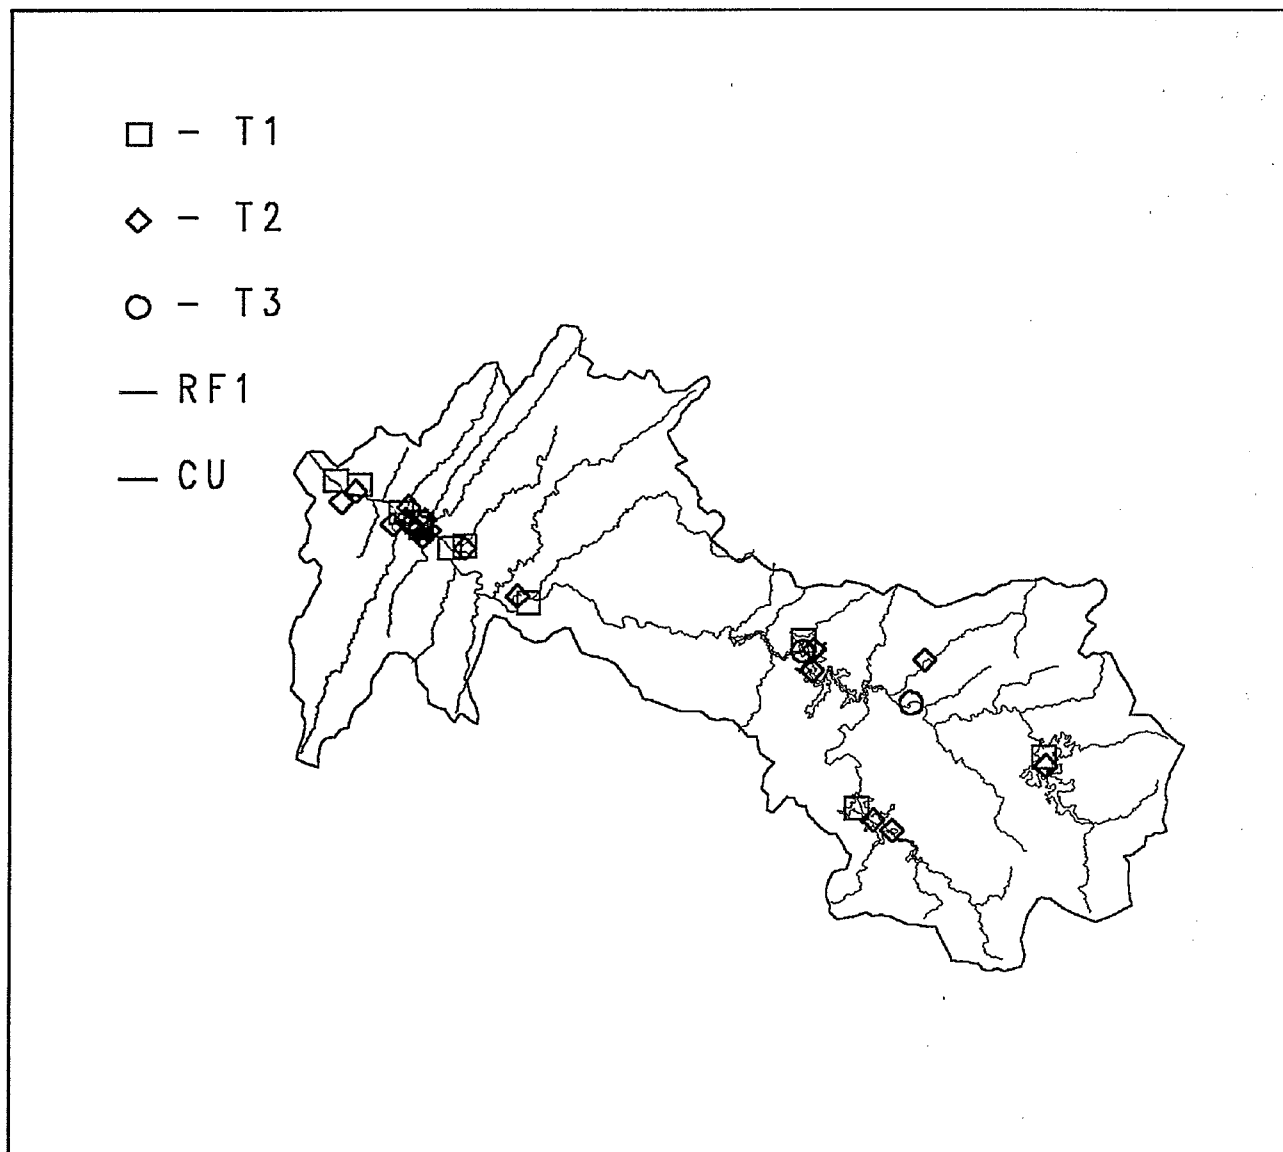 □ - T1
◇ - T2
○ - T3
— RF1
— CU